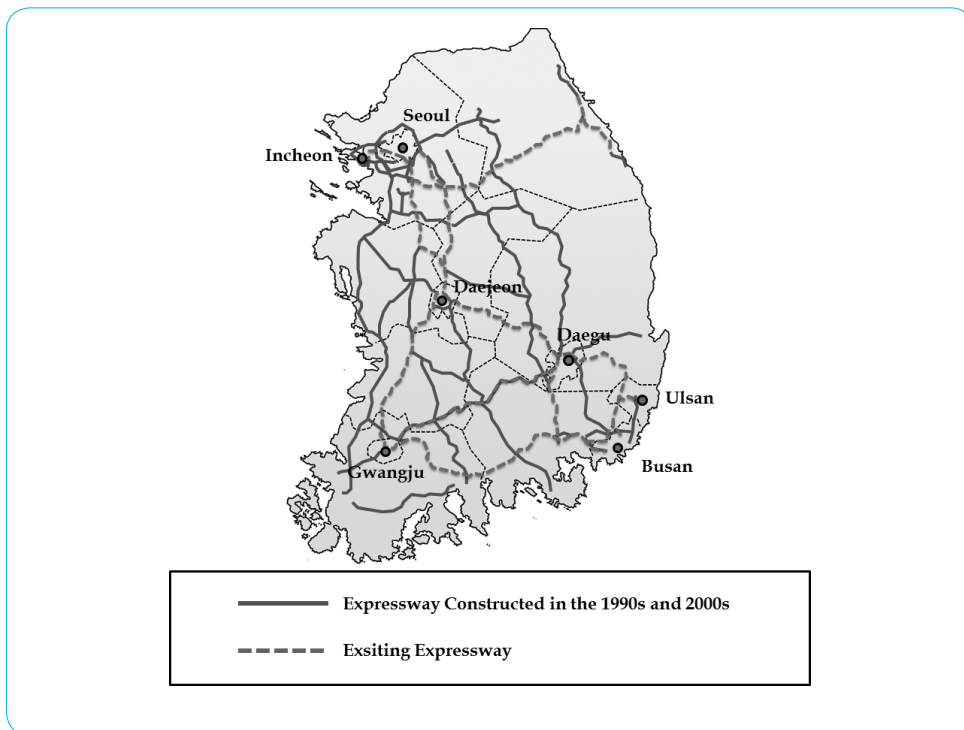 Seoul
Incheon
Daejeon
Daegu
Ulsan
Busan
Gwangju
Expressway Constructed in the 1990s and 2000s
Exsiting Expressway